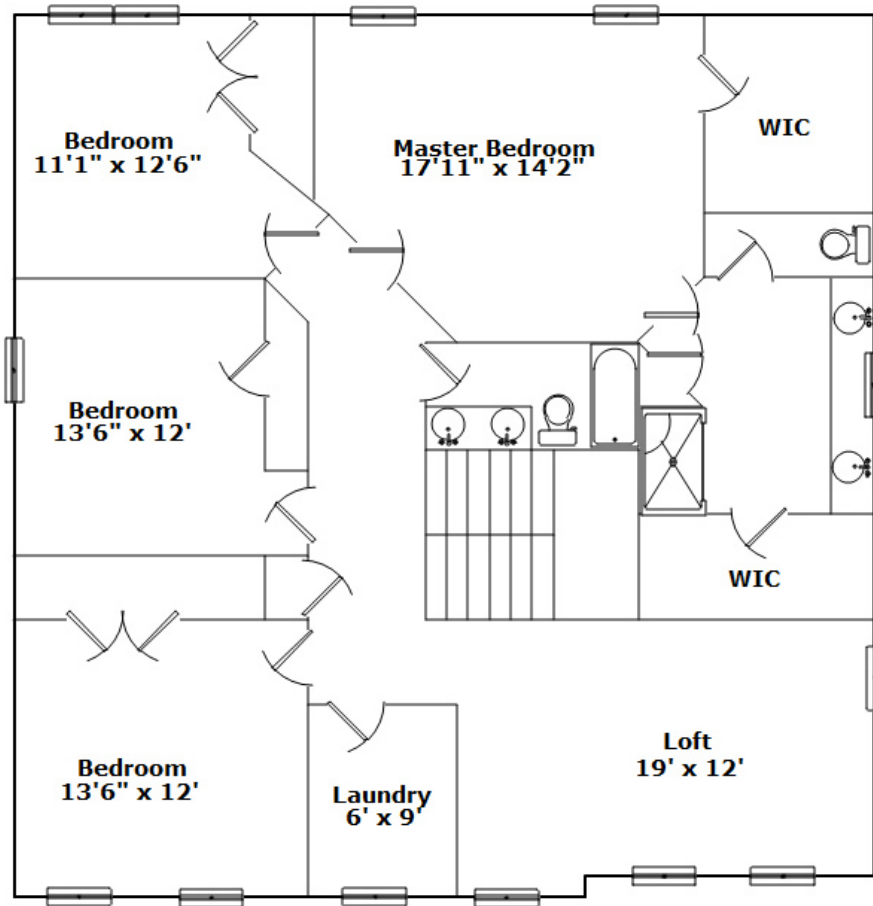 Bedroom
11'1" x 12'6"
Master Bedroom
17'11" x 14'2"
WIC
Bedroom
13'6" x 12'
WIC
Bedroom
13'6" x 12'
Laundry
6' x 9'
Loft
19' x 12'